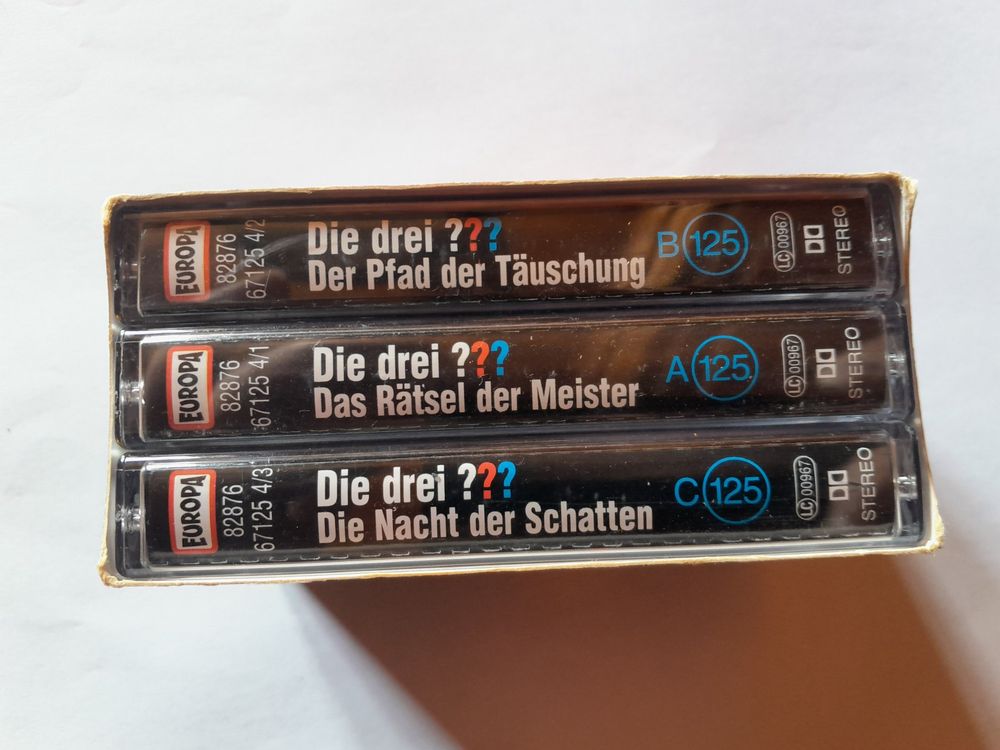 EUROPA
82876
67125 4/2
Die drei ???
Der Pfad der Täuschung
B 125
LC 00967
STEREO
EUROPA
82876
67125 4/1
Die drei ???
Das Rätsel der Meister
A 125
LC 00967
STEREO
EUROPA
82876
67125 4/3
Die drei ???
Die Nacht der Schatten
C 125
LC 00967
STEREO